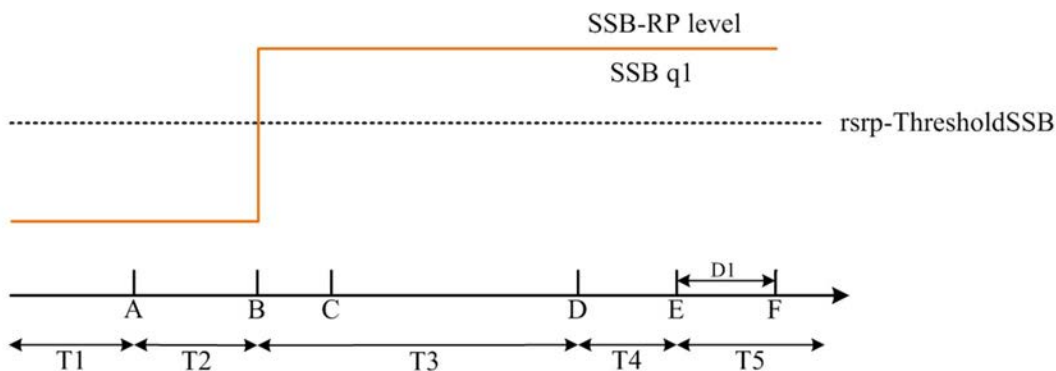 SSB-RP level
SSB q1
rsrp-ThresholdSSB
D1
A B C D E F
T1 T2 T3 T4 T5